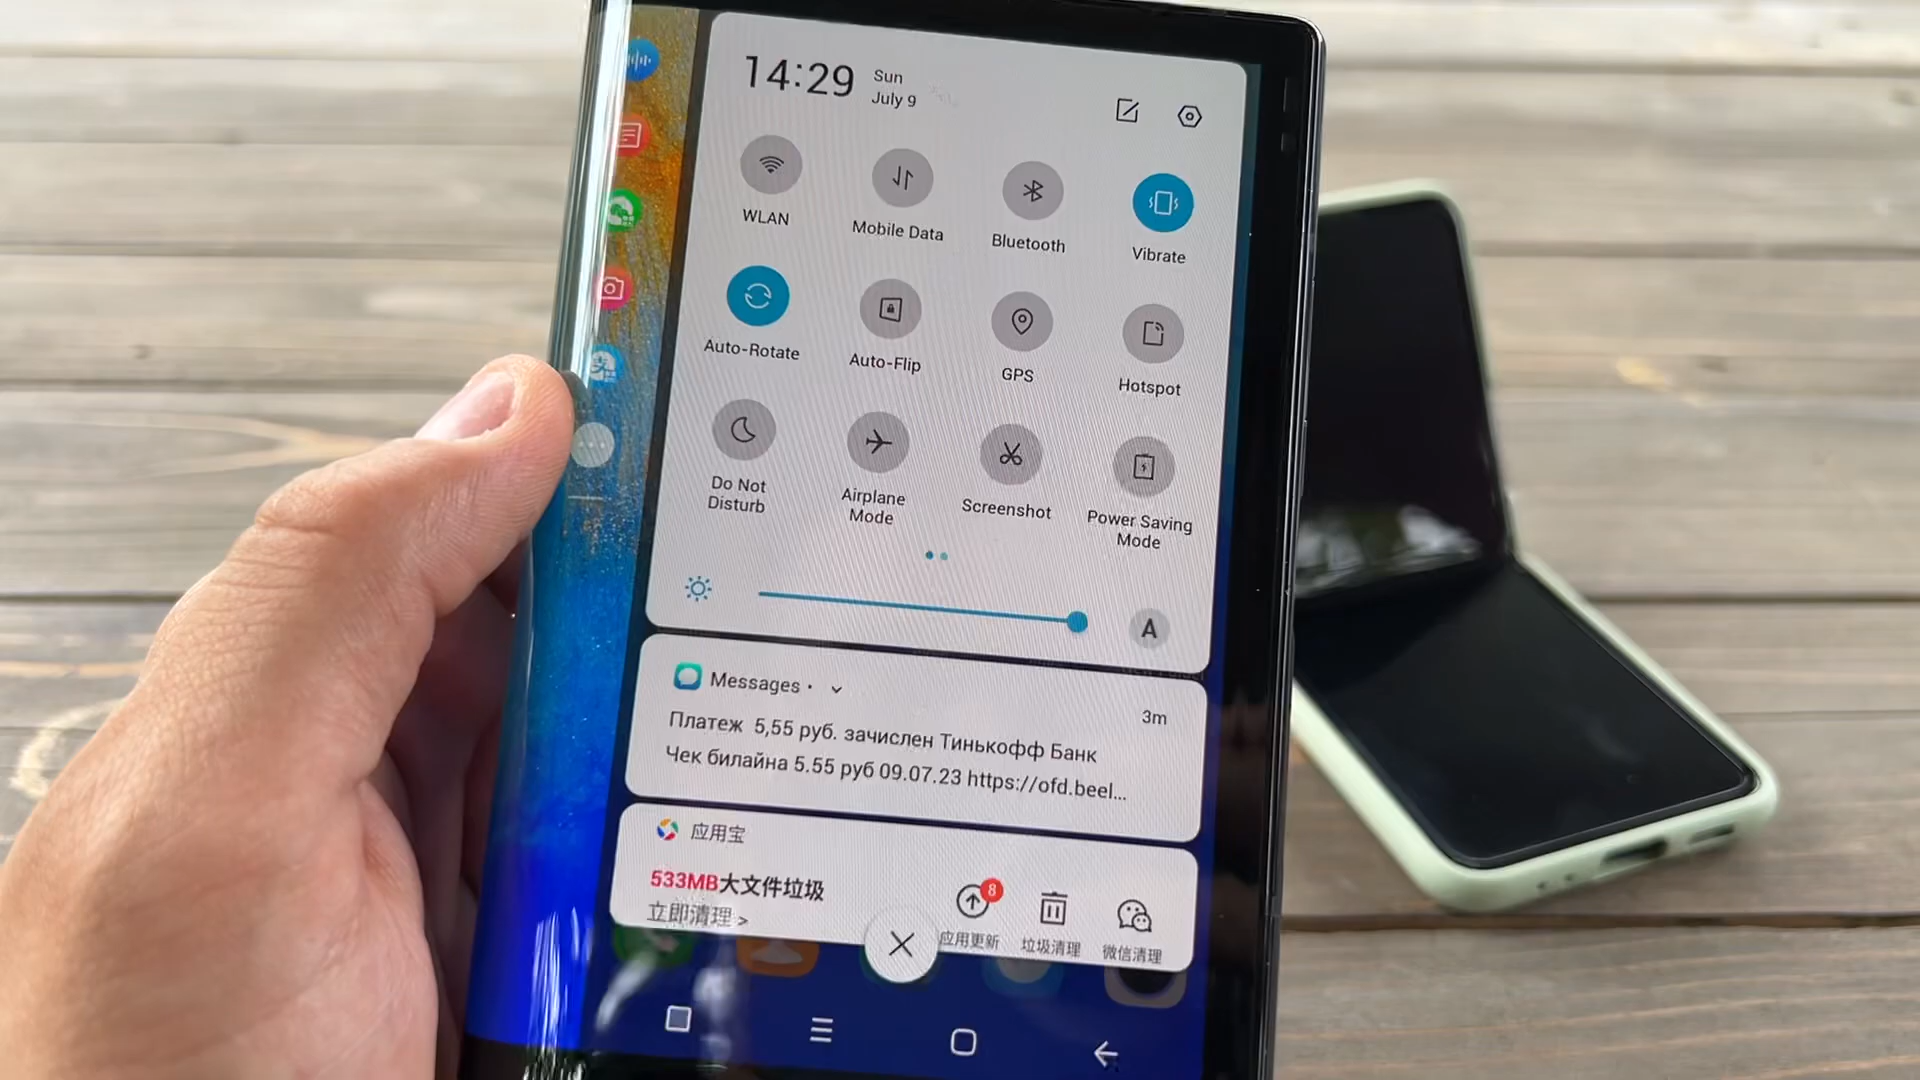 14:29
Sun
July 9
WLAN
Mobile Data
Bluetooth
Vibrate
Auto-Rotate
Auto-Flip
GPS
Hotspot
Do Not
Disturb
Airplane
Mode
Screenshot
Power Saving
Mode
A
Messages ·
3m
Платеж 5,55 руб. зачислен Тинькофф Банк
Чек билайна 5.55 руб 09.07.23 https://ofd.beel...
应用宝
533MB大文件垃圾
立即清理 >
8
应用更新
垃圾清理
微信清理